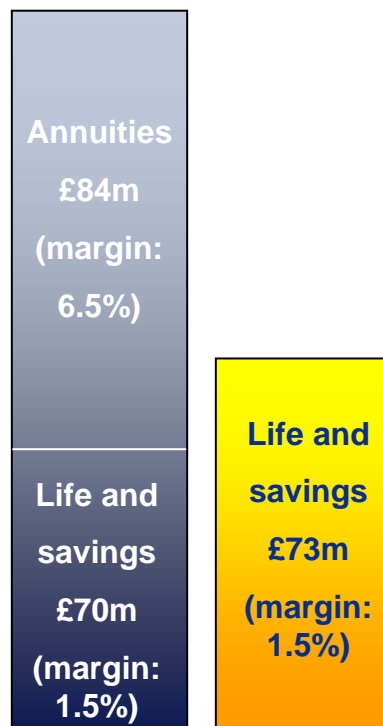 Annuities
£84m
(margin:
6.5%)
Life and
savings
£70m
(margin:
1.5%)
Life and
savings
£73m
(margin:
1.5%)